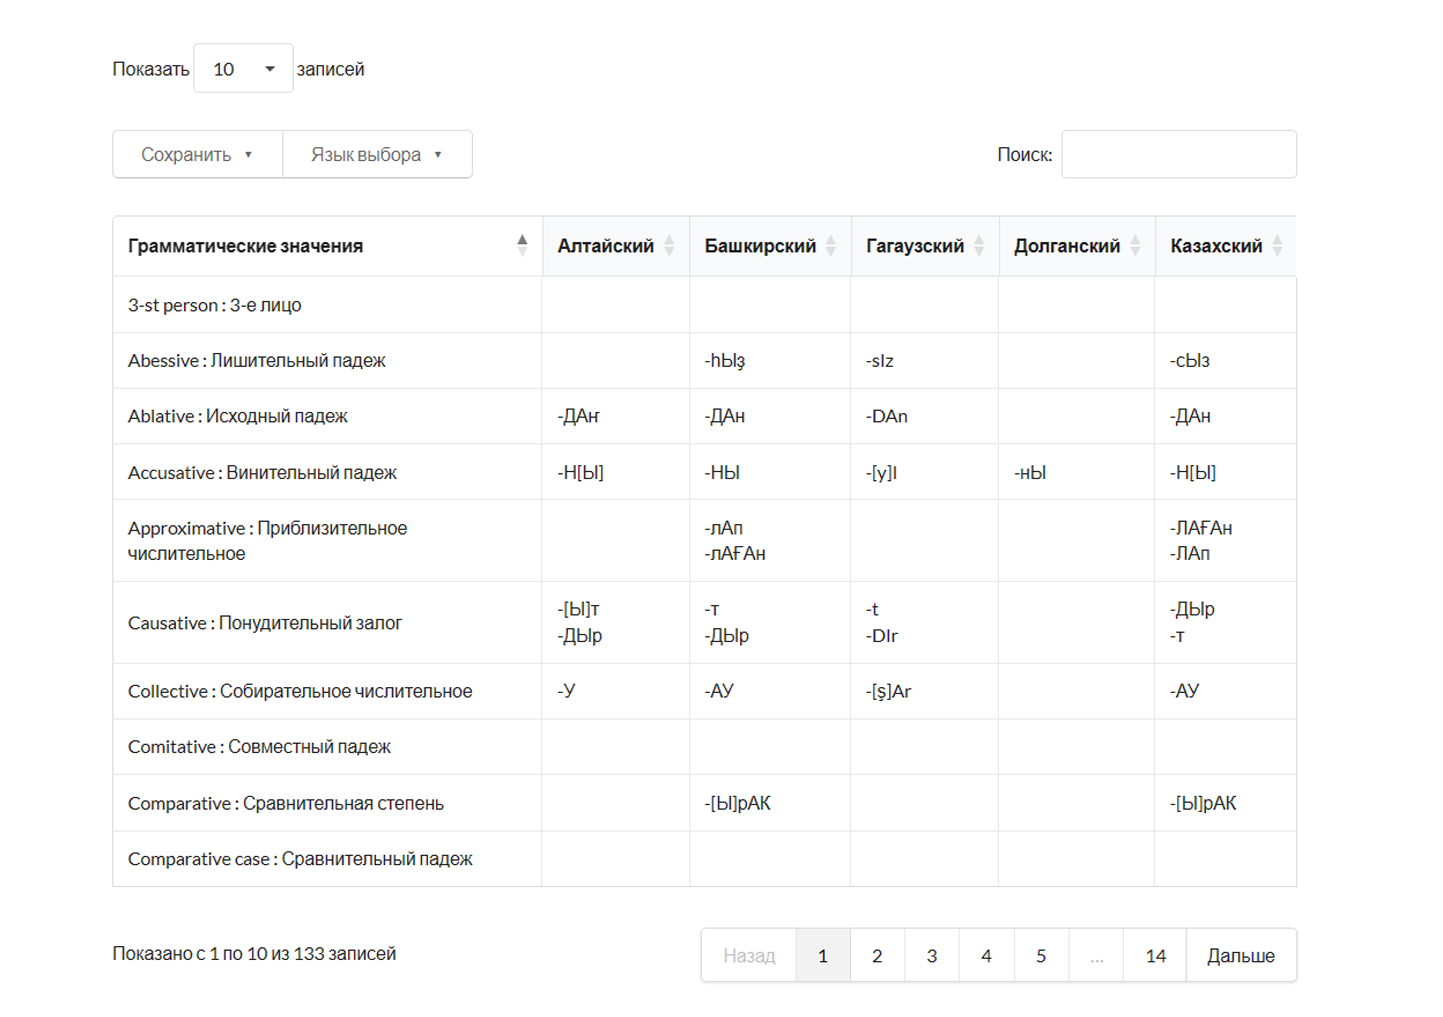 Показать 10 записей
Сохранить Язык выбора Поиск:
Грамматические значения Алтайский Башкирский Гагаузский Долганский Казахский
3-st person : 3-е лицо
Abessive : Лишительный падеж -һЫҙ -sIz -сЫз
Ablative : Исходный падеж -ДАҥ -ДАн -DAn -ДАн
Accusative : Винительный падеж -Н[Ы] -НЫ -[y]I -нЫ -Н[Ы]
Approximative : Приблизительное -лАп -ЛАҒАн
числительное -лАҒАн -ЛАп
-[Ы]т -т -t -ДЫр
Causative : Понудительный залог
-ДЫр -ДЫр -DIr -т
Collective : Собирательное числительное -У -АУ -[ş]Ar -АУ
Comitative : Совместный падеж
Comparative : Сравнительная степень -[Ы]рАК -[Ы]рАК
Comparative case : Сравнительный падеж
Показано с 1 по 10 из 133 записей Назад 1 2 3 4 5 ... 14 Дальше